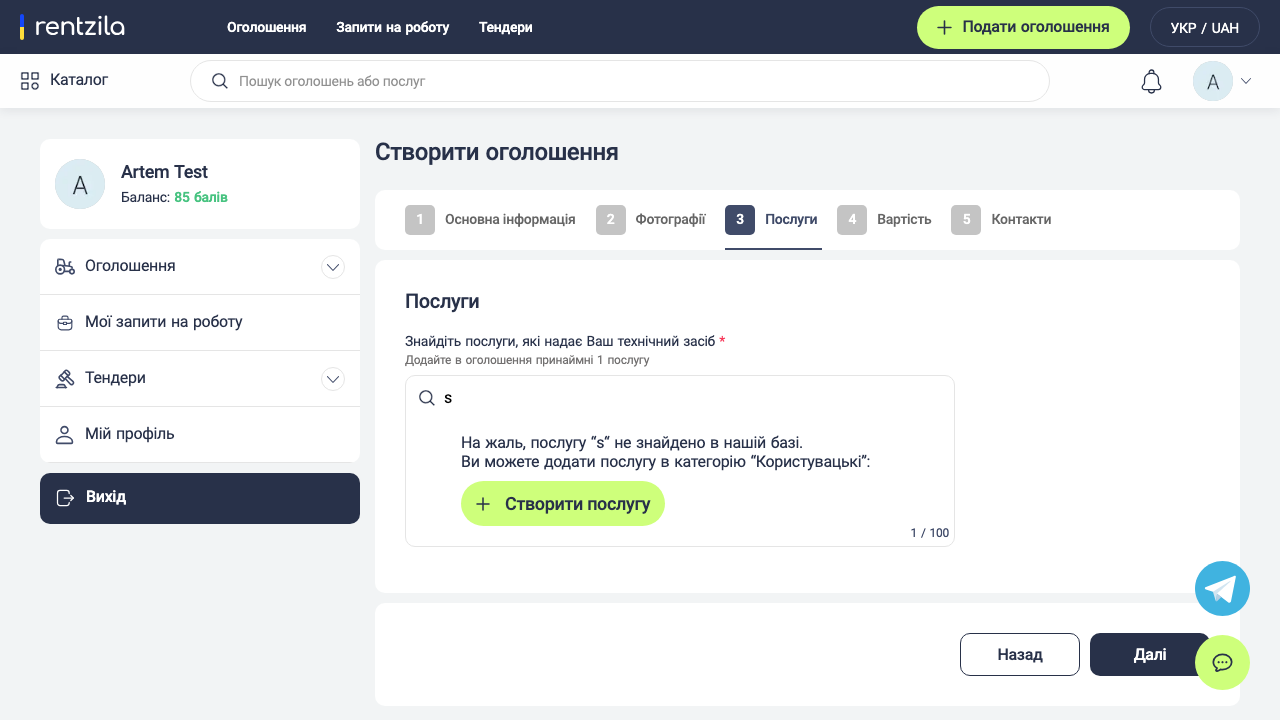 rentzila
Оголошення
Запити на роботу
Тендери
Подати оголошення
УКР / UAH
Каталог
Пошук оголошень або послуг
A
A
Artem Test
Баланс: 85 балів
Оголошення
Мої запити на роботу
Тендери
Мій профіль
Вихід
Створити оголошення
1 Основна інформація
2 Фотографії
3 Послуги
4 Вартість
5 Контакти
Послуги
Знайдіть послуги, які надає Ваш технічний засіб *
Додайте в оголошення принаймні 1 послугу
s
На жаль, послугу “s“ не знайдено в нашій базі.
Ви можете додати послугу в категорію “Користувацькі”:
Створити послугу
1 / 100
Назад
Далі